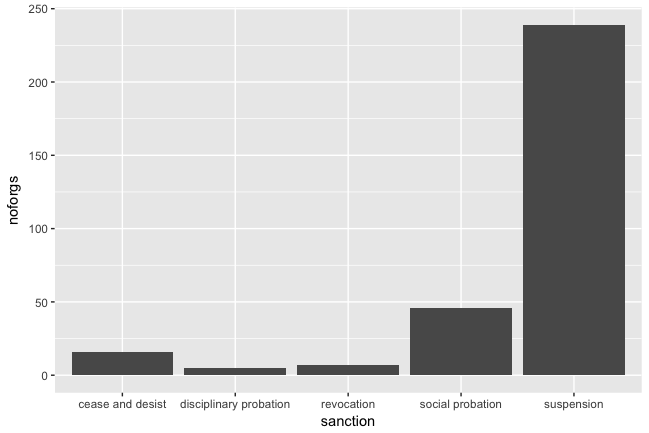 250
200
150
100
50
0
noforgs
cease and desist disciplinary probation revocation social probation suspension
sanction